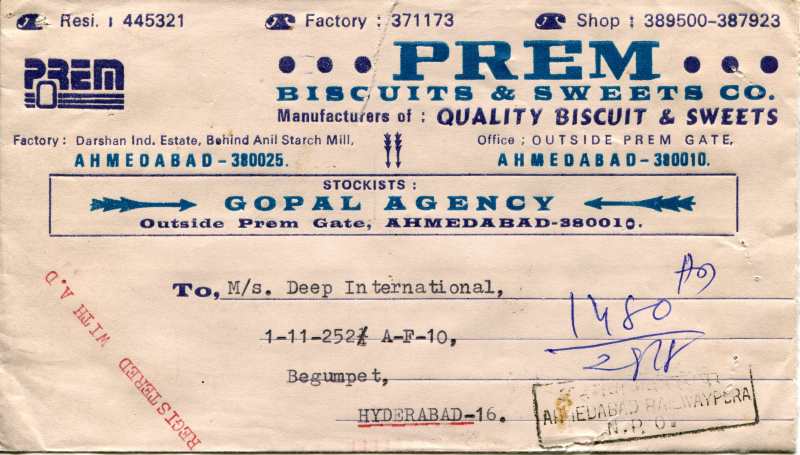 Resi. : 445321 Factory : 371173 Shop : 389500-387923
PREM
PREM
BISCUITS & SWEETS CO.
Manufacturers of : QUALITY BISCUIT & SWEETS
Factory : Darshan Ind. Estate, Behind Anil Starch Mill,
AHMEDABAD-380025.
Office ; OUTSIDE PREM GATE,
AHMEDABAD-380010.
STOCKISTS :
GOPAL AGENCY
Outside Prem Gate, AHMEDABAD-380010.
REGISTERED WITH A.D
To, M/s. Deep International,
1-11-252/ A-F-10,
Begumpet,
HYDERABAD-16.
1480
AHMEDABAD RAILWAYPURA
N.P.O.